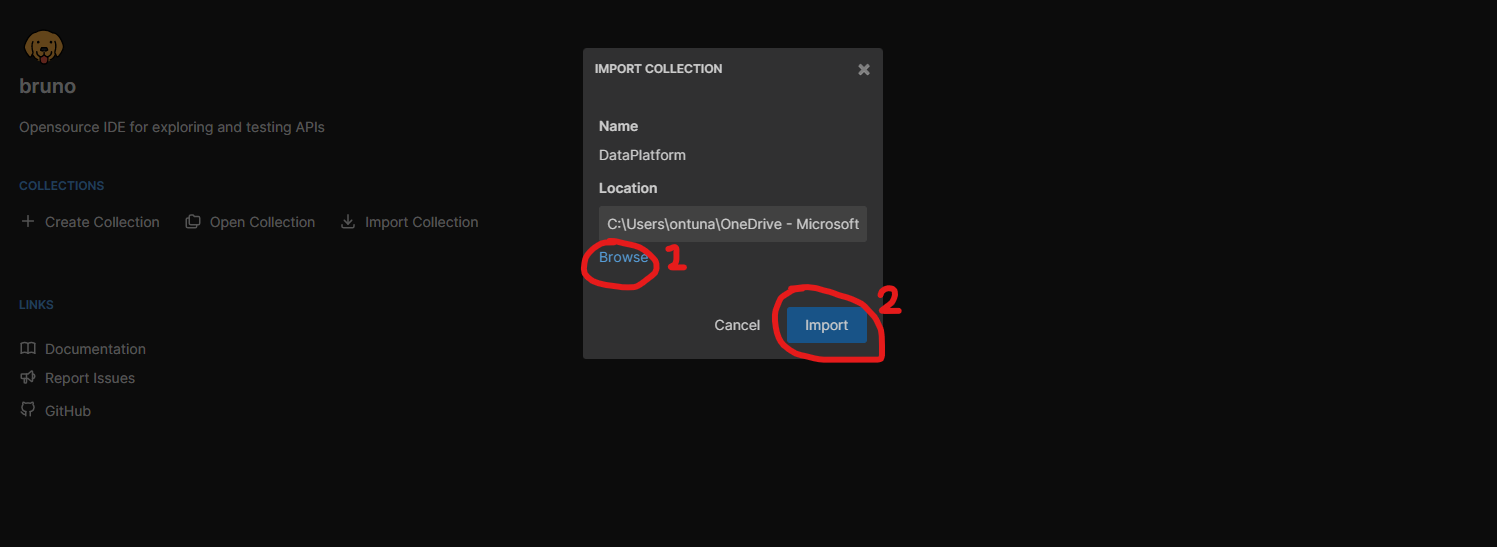 bruno
Opensource IDE for exploring and testing APIs
COLLECTIONS
Create Collection Open Collection Import Collection
LINKS
Documentation
Report Issues
GitHub
IMPORT COLLECTION
Name
DataPlatform
Location
C:\Users\ontuna\OneDrive - Microsoft
Browse 1
Cancel Import 2